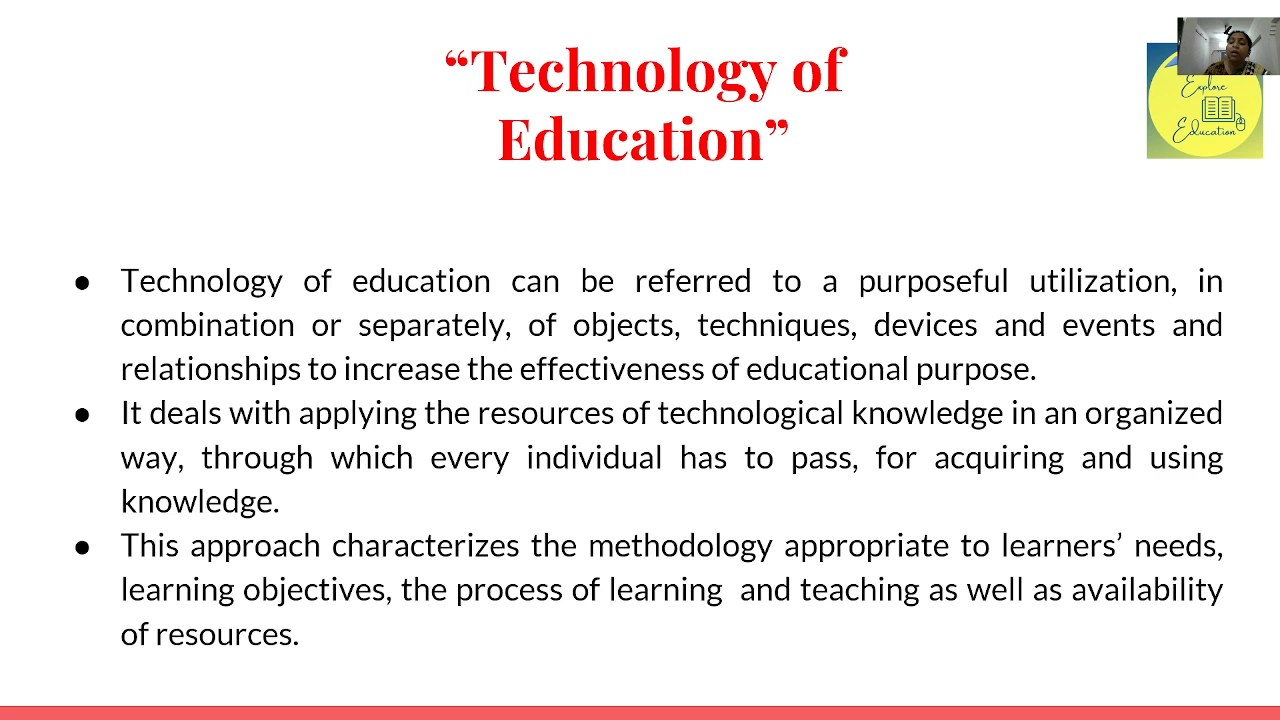 “Technology of
Education”
Explore
Education
● Technology of education can be referred to a purposeful utilization, in
combination or separately, of objects, techniques, devices and events and
relationships to increase the effectiveness of educational purpose.
● It deals with applying the resources of technological knowledge in an organized
way, through which every individual has to pass, for acquiring and using
knowledge.
● This approach characterizes the methodology appropriate to learners’ needs,
learning objectives, the process of learning  and teaching as well as availability
of resources.